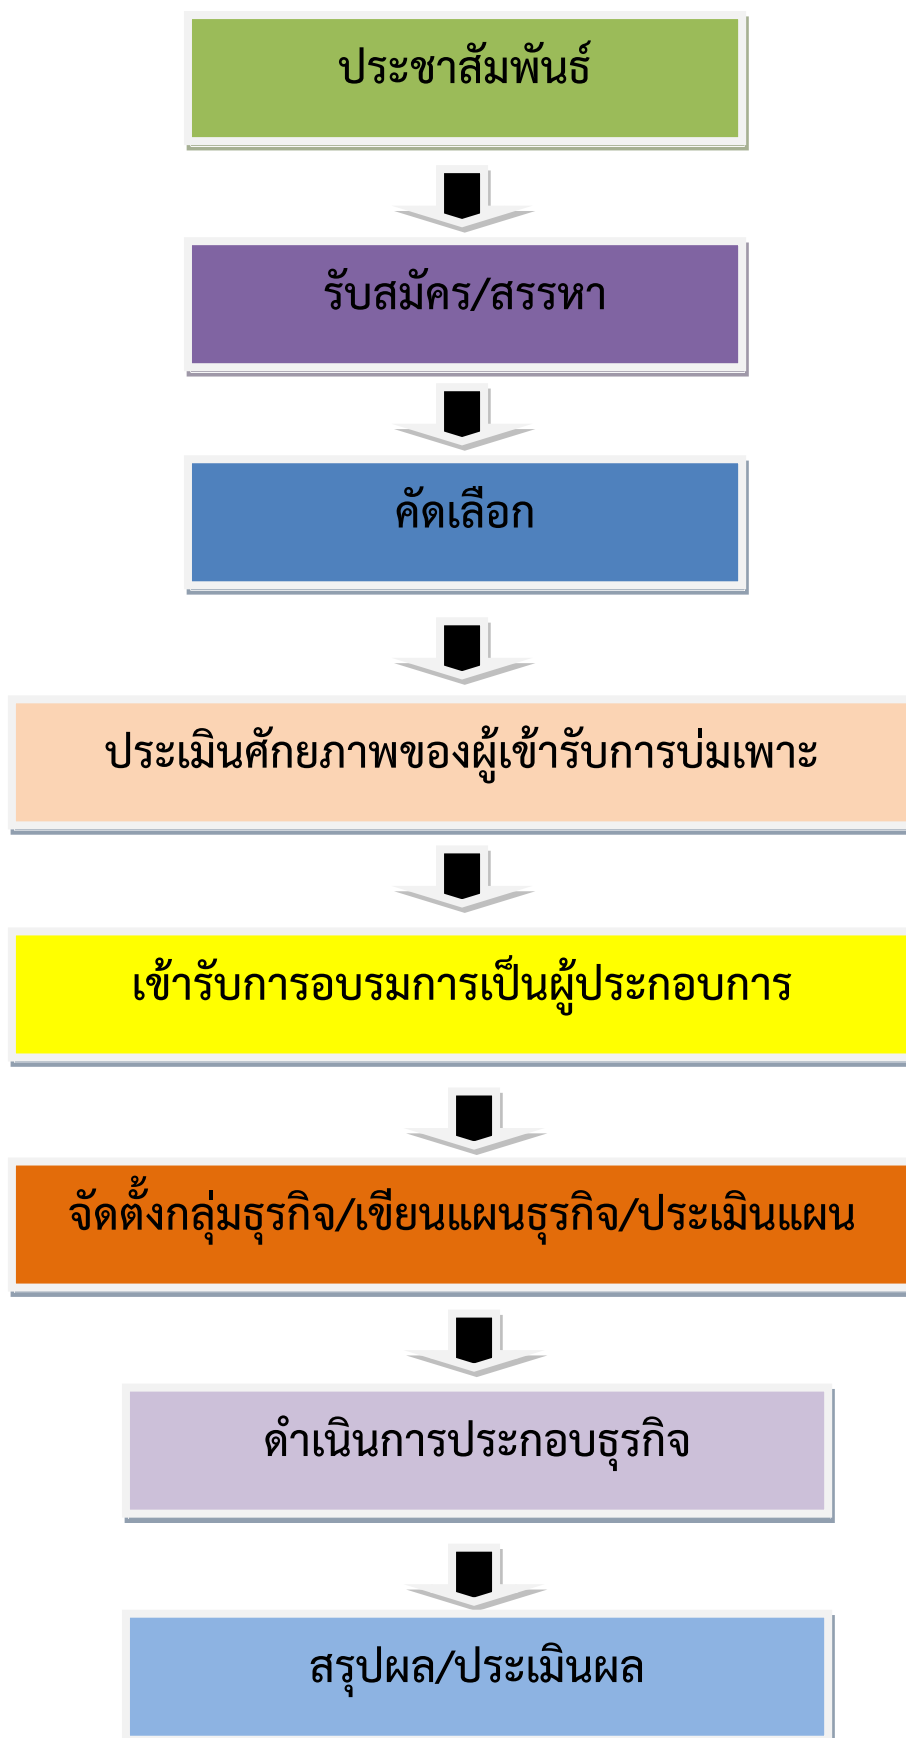 ประชาสัมพันธ์
รับสมัคร/สรรหา
คัดเลือก
ประเมินศักยภาพของผู้เข้ารับการบ่มเพาะ
เข้ารับการอบรมการเป็นผู้ประกอบการ
จัดตั้งกลุ่มธุรกิจ/เขียนแผนธุรกิจ/ประเมินแผน
ดำเนินการประกอบธุรกิจ
สรุปผล/ประเมินผล